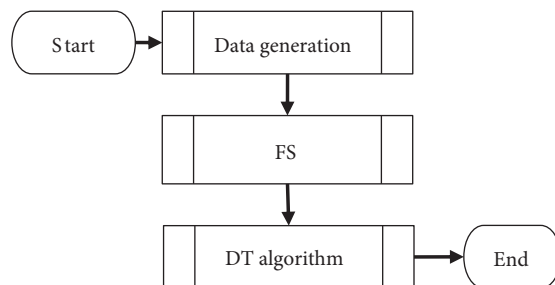 Start
Data generation
FS
DT algorithm
End